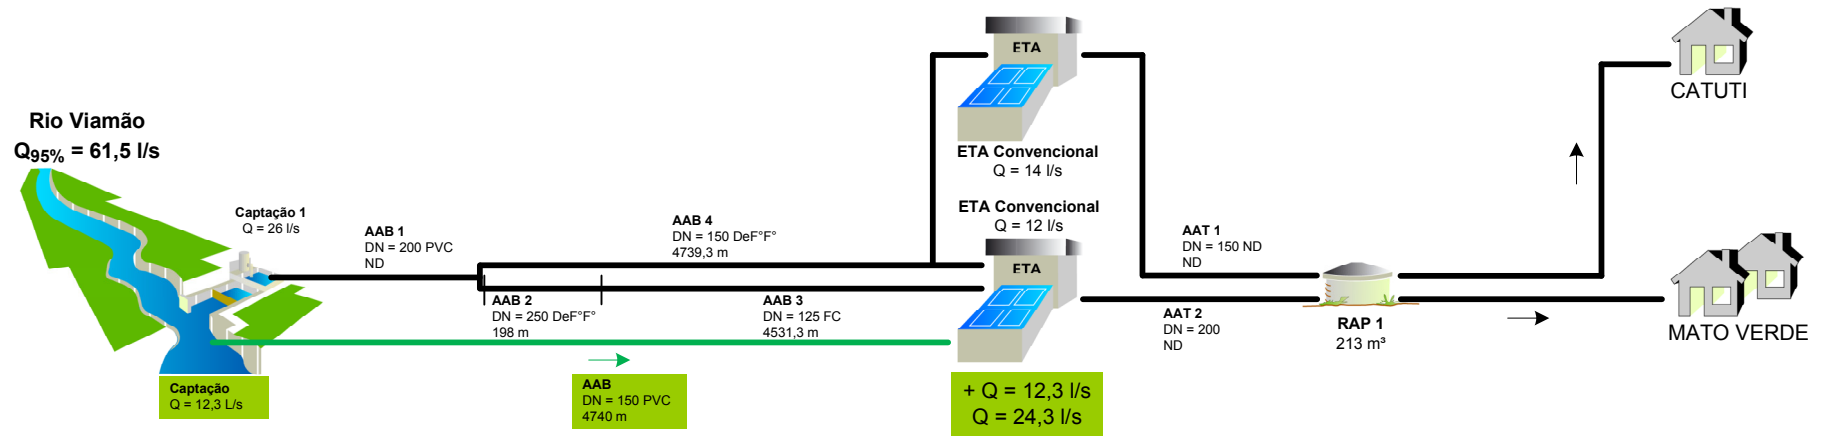 Rio Viamão
Q95% = 61,5 l/s
Captação 1
Q = 26 l/s
AAB 1
DN = 200 PVC
ND
AAB 4
DN = 150 DeF°F°
4739,3 m
AAB 2
DN = 250 DeF°F°
198 m
AAB 3
DN = 125 FC
4531,3 m
Captação
Q = 12,3 L/s
AAB
DN = 150 PVC
4740 m
ETA
ETA Convencional
Q = 14 l/s
ETA Convencional
Q = 12 l/s
ETA
+ Q = 12,3 l/s
Q = 24,3 l/s
AAT 1
DN = 150 ND
ND
AAT 2
DN = 200
ND
RAP 1
213 m³
CATUTI
MATO VERDE